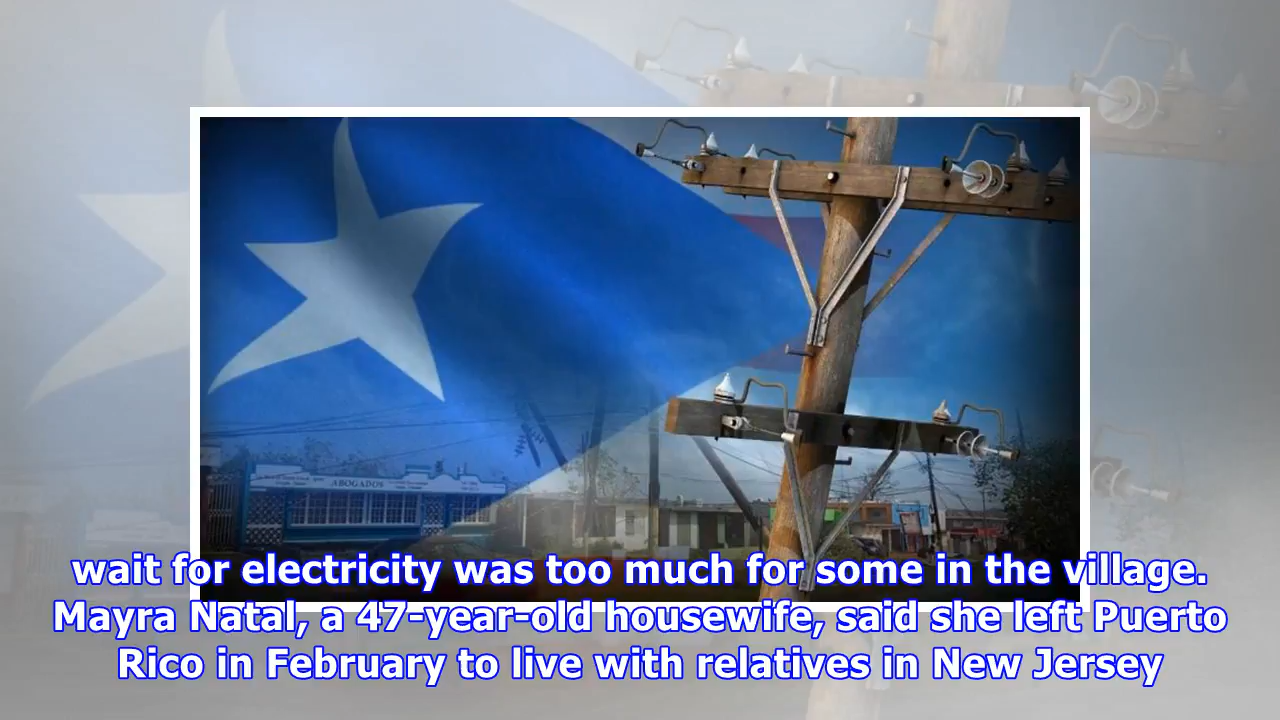 ABOGADOS
wait for electricity was too much for some in the village.
Mayra Natal, a 47-year-old housewife, said she left Puerto
Rico in February to live with relatives in New Jersey